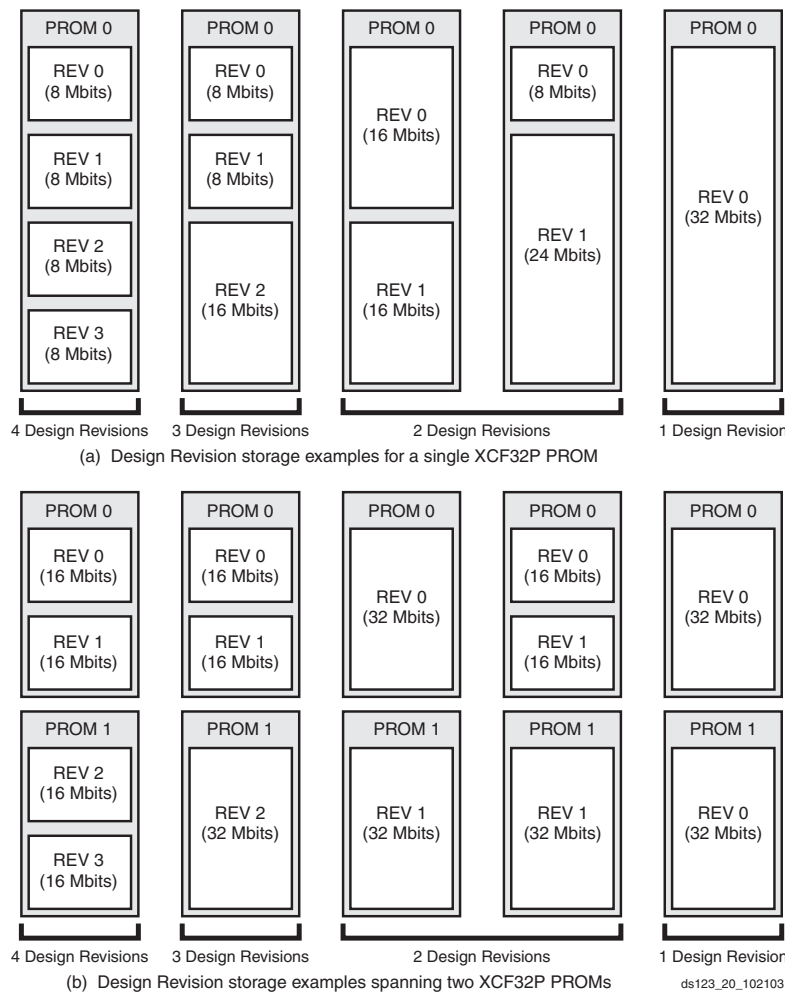 PROM 0
REV 0
(8 Mbits)
REV 1
(8 Mbits)
REV 2
(8 Mbits)
REV 3
(8 Mbits)
PROM 0
REV 0
(8 Mbits)
REV 1
(8 Mbits)
REV 2
(16 Mbits)
PROM 0
REV 0
(16 Mbits)
REV 1
(16 Mbits)
PROM 0
REV 0
(8 Mbits)
REV 1
(24 Mbits)
PROM 0
REV 0
(32 Mbits)
4 Design Revisions
3 Design Revisions
2 Design Revisions
1 Design Revision
(a) Design Revision storage examples for a single XCF32P PROM
PROM 0
REV 0
(16 Mbits)
REV 1
(16 Mbits)
PROM 0
REV 0
(16 Mbits)
REV 1
(16 Mbits)
PROM 0
REV 0
(32 Mbits)
PROM 0
REV 0
(16 Mbits)
REV 1
(16 Mbits)
PROM 0
REV 0
(32 Mbits)
PROM 1
REV 2
(16 Mbits)
REV 3
(16 Mbits)
PROM 1
REV 2
(32 Mbits)
PROM 1
REV 1
(32 Mbits)
PROM 1
REV 1
(32 Mbits)
PROM 1
REV 0
(32 Mbits)
4 Design Revisions
3 Design Revisions
2 Design Revisions
1 Design Revision
(b) Design Revision storage examples spanning two XCF32P PROMs
ds123_20_102103